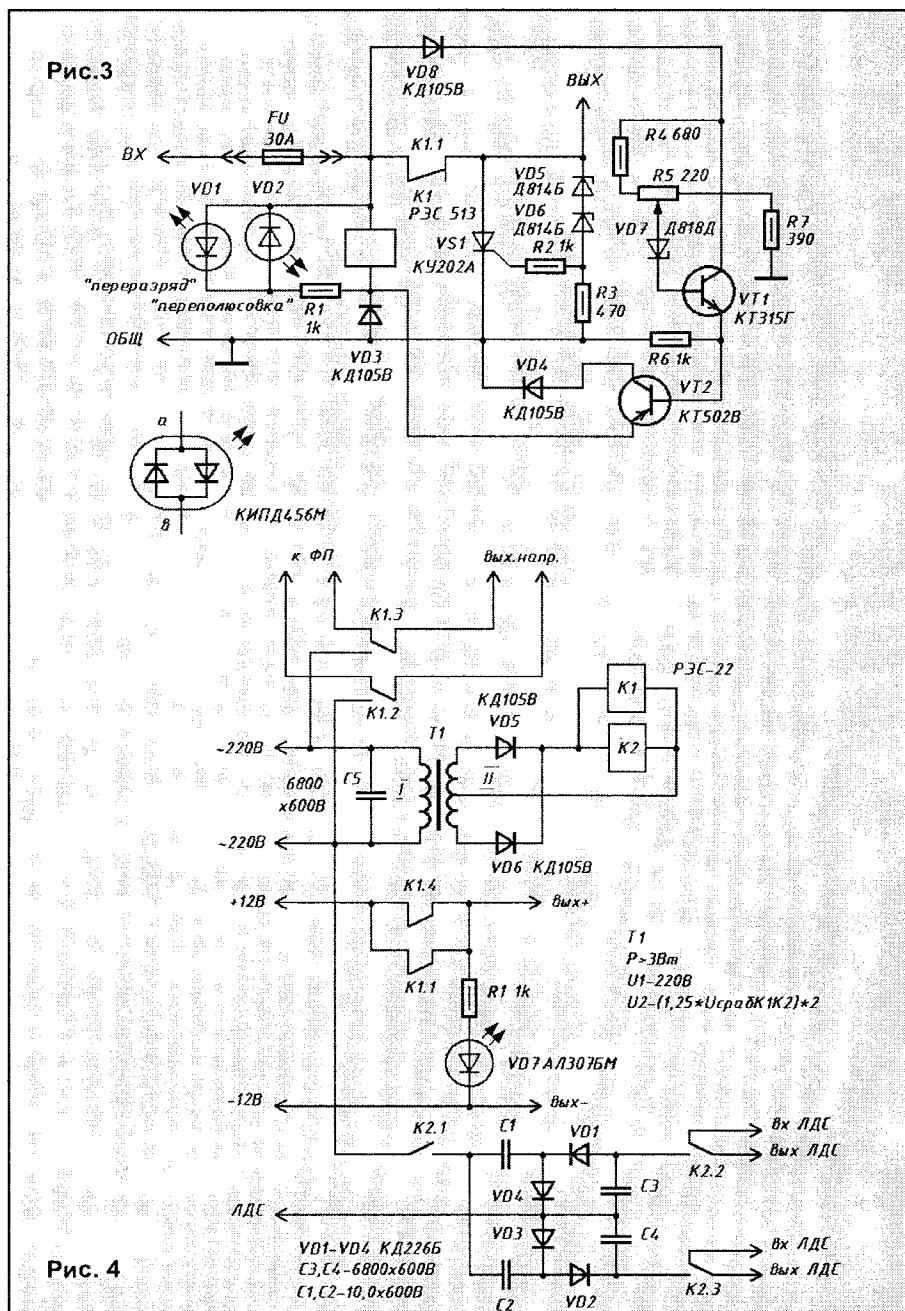 Рис.3
VD8
КД105В
FU
30А
ВХ
K1.1
K1
РЭС 513
ВЫХ
R4 680
R5 220
R7
390
VD1
VD2
VD5
Д814Б
VD6
Д814Б
VS1
КУ202А
R2 1k
R3
470
VD7
Д818Д
VT1
КТ315Г
"переразряд"
"переполюсовка"
R1
1k
ОБЩ
VD3
КД105В
R6 1k
VD4
КД105В
VT2
КТ502В
а
в
КИПД456М
к ФП
Вых.напр.
K1.3
K1.2
РЭС-22
K1
K2
КД105В
VD5
T1
~220В
6800
х600В
C5
I
II
~220В
VD6 КД105В
K1.4
+12В
Вых+
K1.1
R1 1k
T1
P>3Вт
U1-220В
U2-(1,25*UсрабK1K2)*2
VD7 АЛ307БМ
-12В
Вых-
K2.1
C1
VD1
Вх ЛДС
Вых ЛДС
K2.2
VD4
C3
ЛДС
VD3
C4
VD1-VD4 КД226Б
C3,C4-6800х600В
C1,C2-10,0х600В
C2
VD2
Вх ЛДС
Вых ЛДС
K2.3
Рис. 4